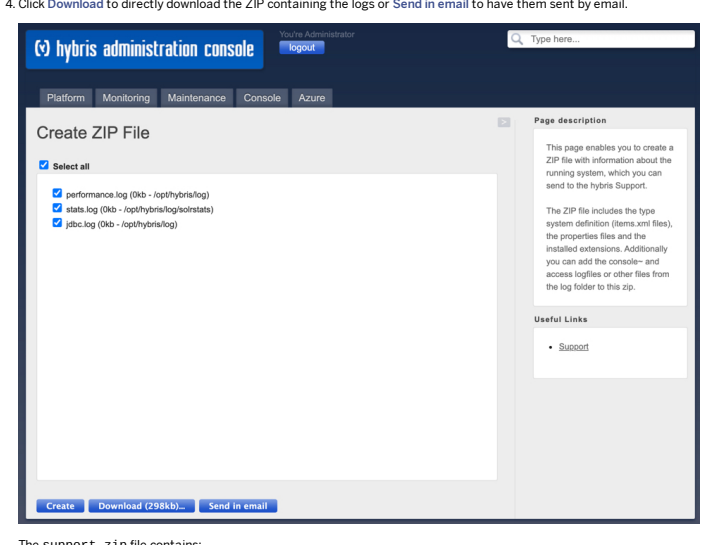 4. Click Download to directly download the ZIP containing the logs or Send in email to have them sent by email.
(y) hybris administration console
You're Administrator
logout
Type here...
Platform Monitoring Maintenance Console Azure
Create ZIP File
Select all
performance.log (0kb - /opt/hybris/log)
stats.log (0kb - /opt/hybris/log/solrstats)
jdbc.log (0kb - /opt/hybris/log)
Create Download (298kb)... Send in email
>
Page description
This page enables you to create a
ZIP file with information about the
running system, which you can
send to the hybris Support.
The ZIP file includes the type
system definition (items.xml files),
the properties files and the
installed extensions. Additionally
you can add the console~ and
access logfiles or other files from
the log folder to this zip.
Useful Links
• Support
The support.zip file contains: